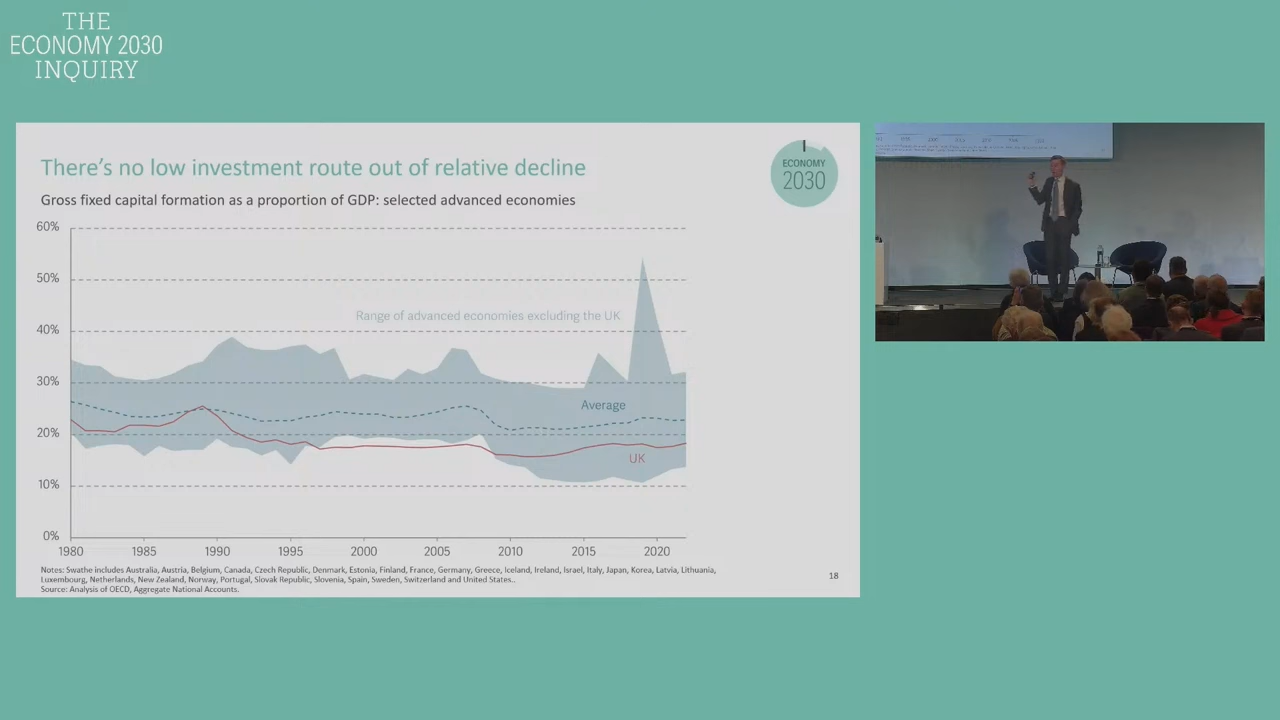 THE
ECONOMY 2030
INQUIRY
There's no low investment route out of relative decline
ECONOMY
2030
Gross fixed capital formation as a proportion of GDP: selected advanced economies
60%
50%
40%
30%
20%
10%
0%
Range of advanced economies excluding the UK
Average
UK
1980 1985 1990 1995 2000 2005 2010 2015 2020
Notes: Swathe includes Australia, Austria, Belgium, Canada, Czech Republic, Denmark, Estonia, Finland, France, Germany, Greece, Iceland, Ireland, Israel, Italy, Japan, Korea, Latvia, Lithuania,
Luxembourg, Netherlands, New Zealand, Norway, Portugal, Slovak Republic, Slovenia, Spain, Sweden, Switzerland and United States..
Source: Analysis of OECD, Aggregate National Accounts.
18